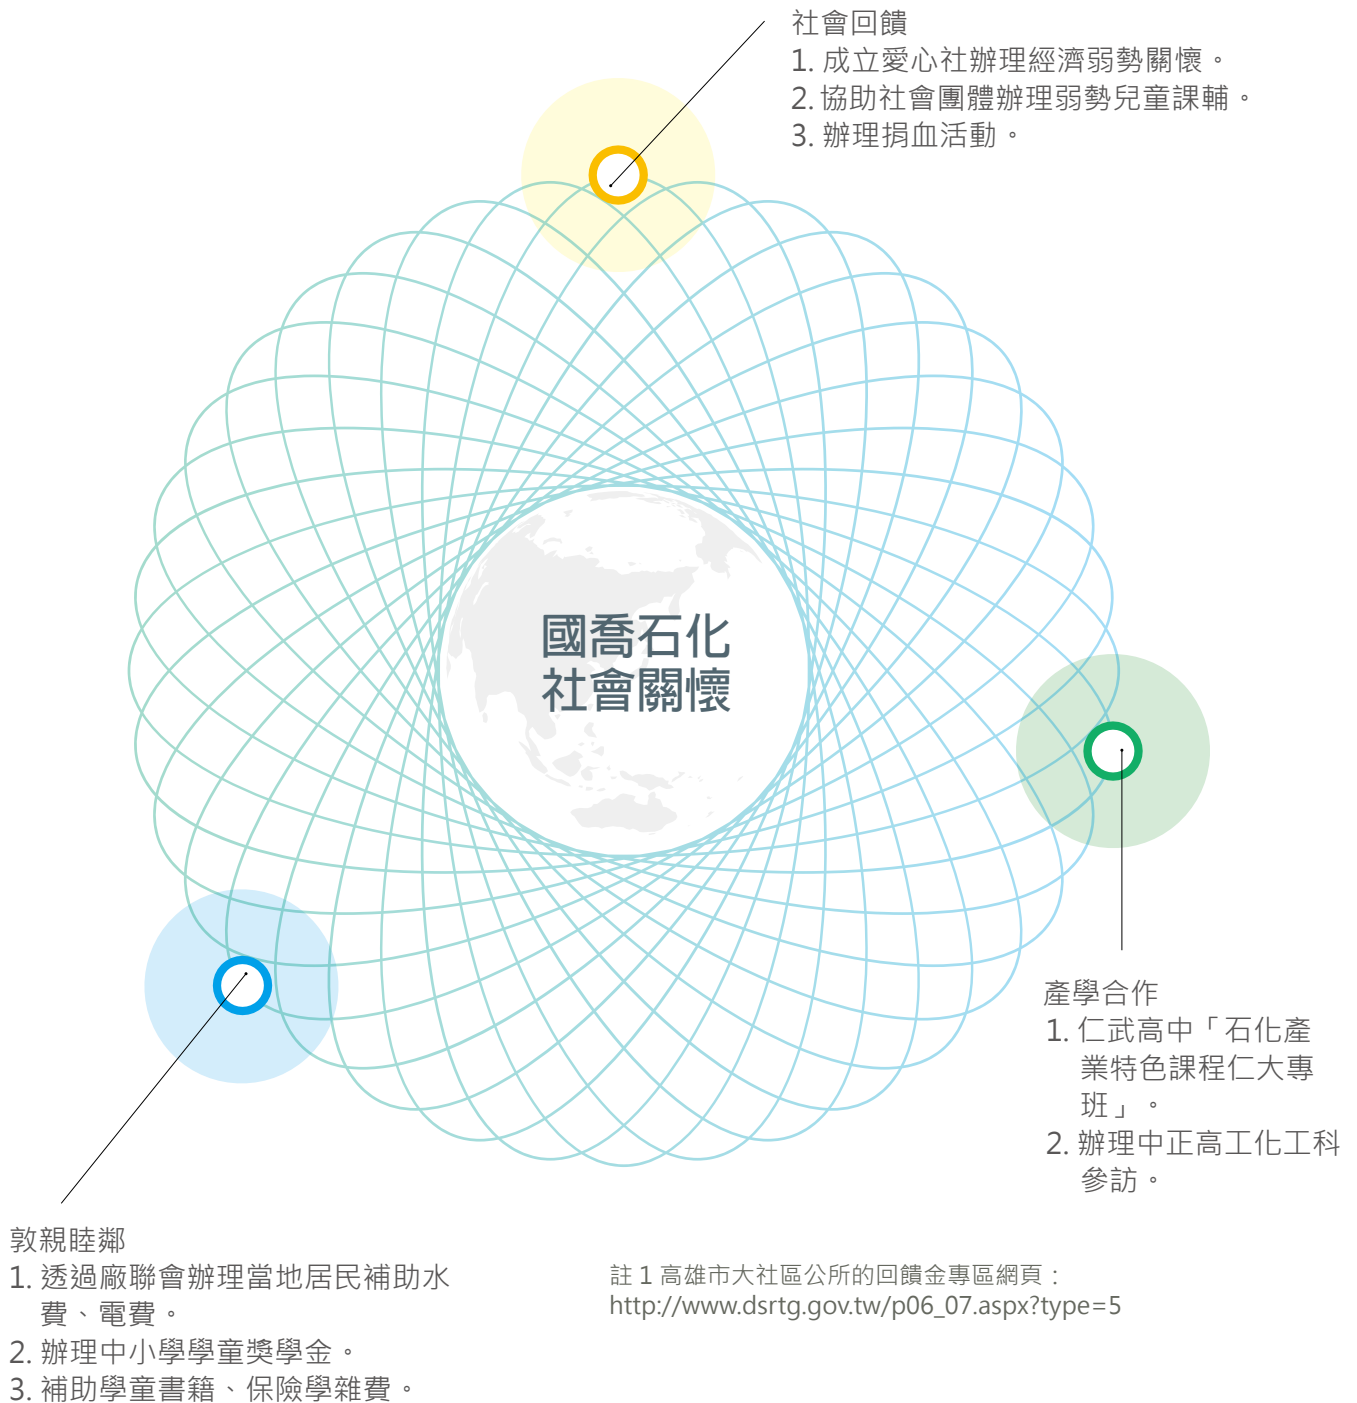 社會回饋
1. 成立愛心社辦理經濟弱勢關懷。
2. 協助社會團體辦理弱勢兒童課輔。
3. 辦理捐血活動。
國喬石化
社會關懷
產學合作
1. 仁武高中「石化產
業特色課程仁大專
班」。
2. 辦理中正高工化工科
參訪。
敦親睦鄰
1. 透過廠聯會辦理當地居民補助水
費、電費。
2. 辦理中小學學童獎學金。
3. 補助學童書籍、保險學雜費。
註 1 高雄市大社區公所的回饋金專區網頁：
http://www.dsrtg.gov.tw/p06_07.aspx?type=5